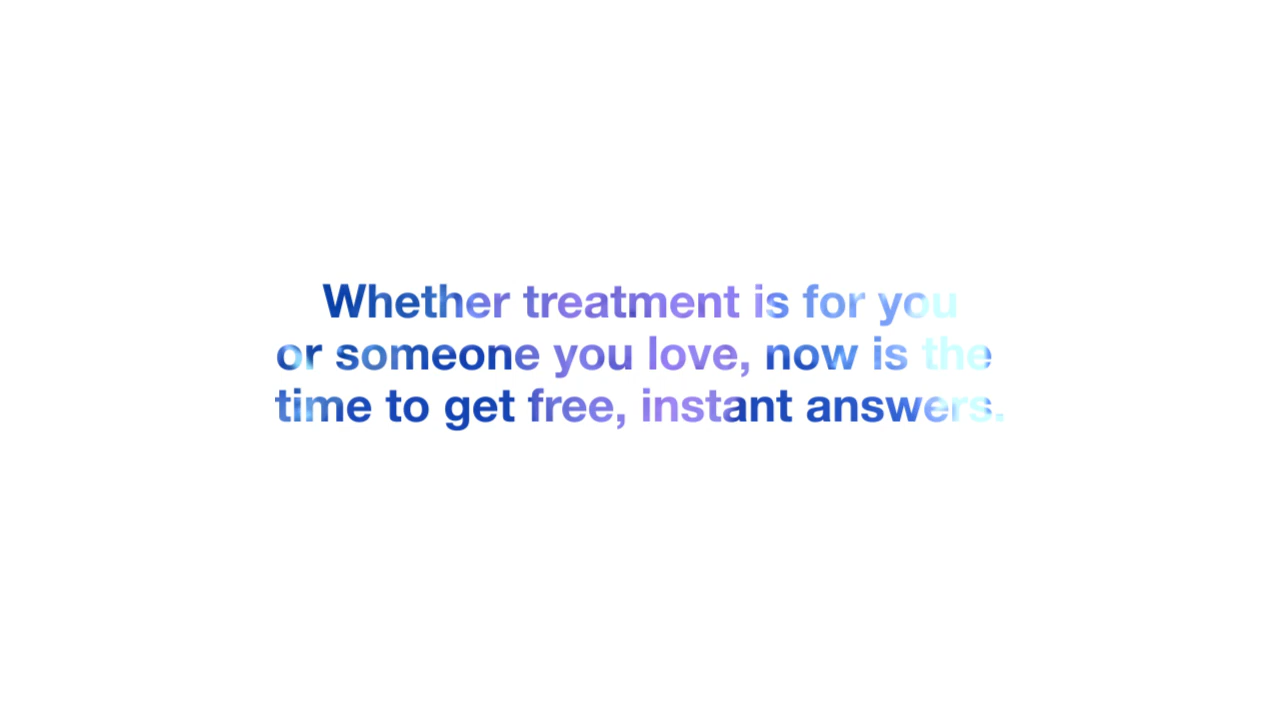 Whether treatment is for you
or someone you love, now is the
time to get free, instant answers.